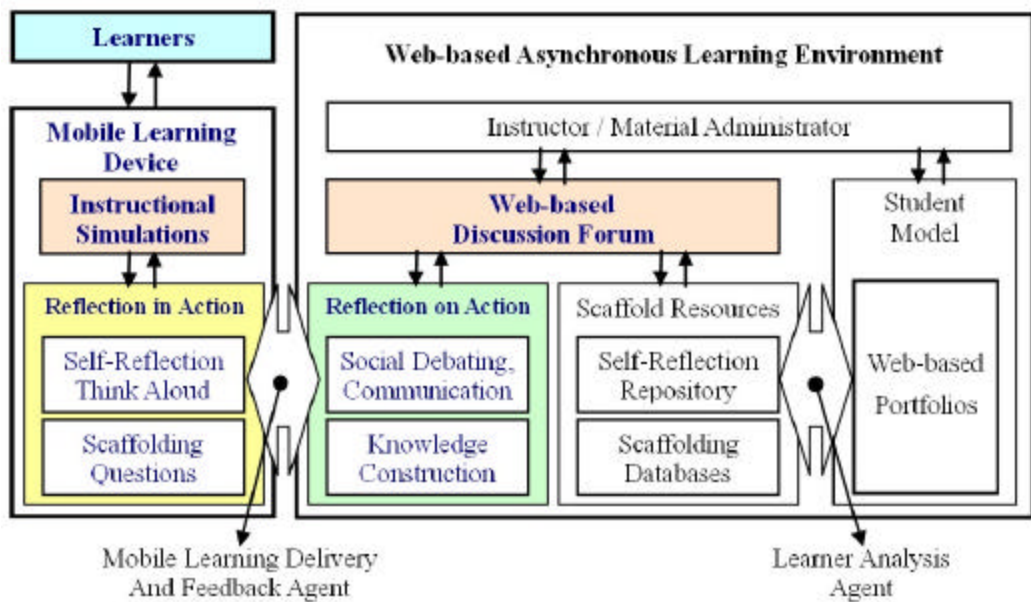 Learners
Web-based Asynchronous Learning Environment
Mobile Learning
Device
Instructor / Material Administrator
Instructional
Simulations
Web-based
Discussion Forum
Student
Model
Reflection in Action
Reflection on Action
Scaffold Resources
Self-Reflection
Think Aloud
Social Debating,
Communication
Self-Reflection
Repository
Web-based
Portfolios
Scaffolding
Questions
Knowledge
Construction
Scaffolding
Databases
Mobile Learning Delivery
And Feedback Agent
Learner Analysis
Agent